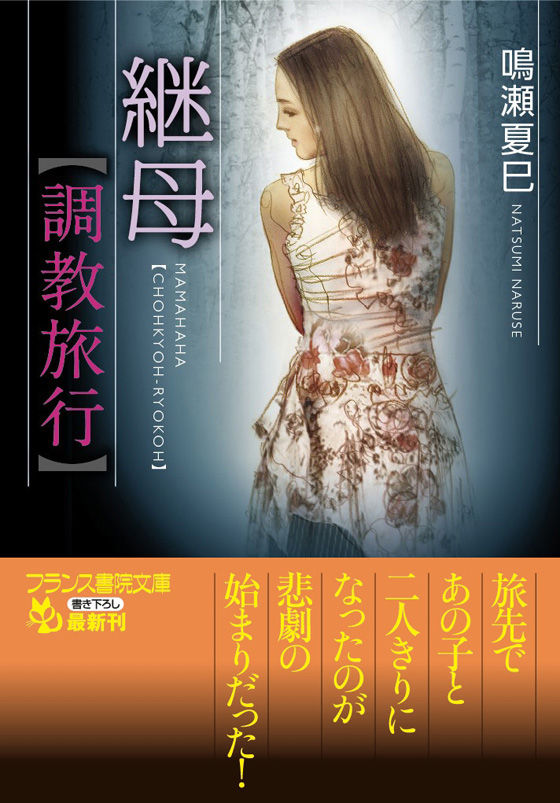 鳴瀬夏巳
NATSUMI NARUSE
継母
MAMAHAHA
【調教旅行】
【CHOHKYOH-RYOKOH】
旅先で
あの子と
二人きりに
なったのが
悲劇の
始まりだった！
フランス書院文庫
書き下ろし
最新刊